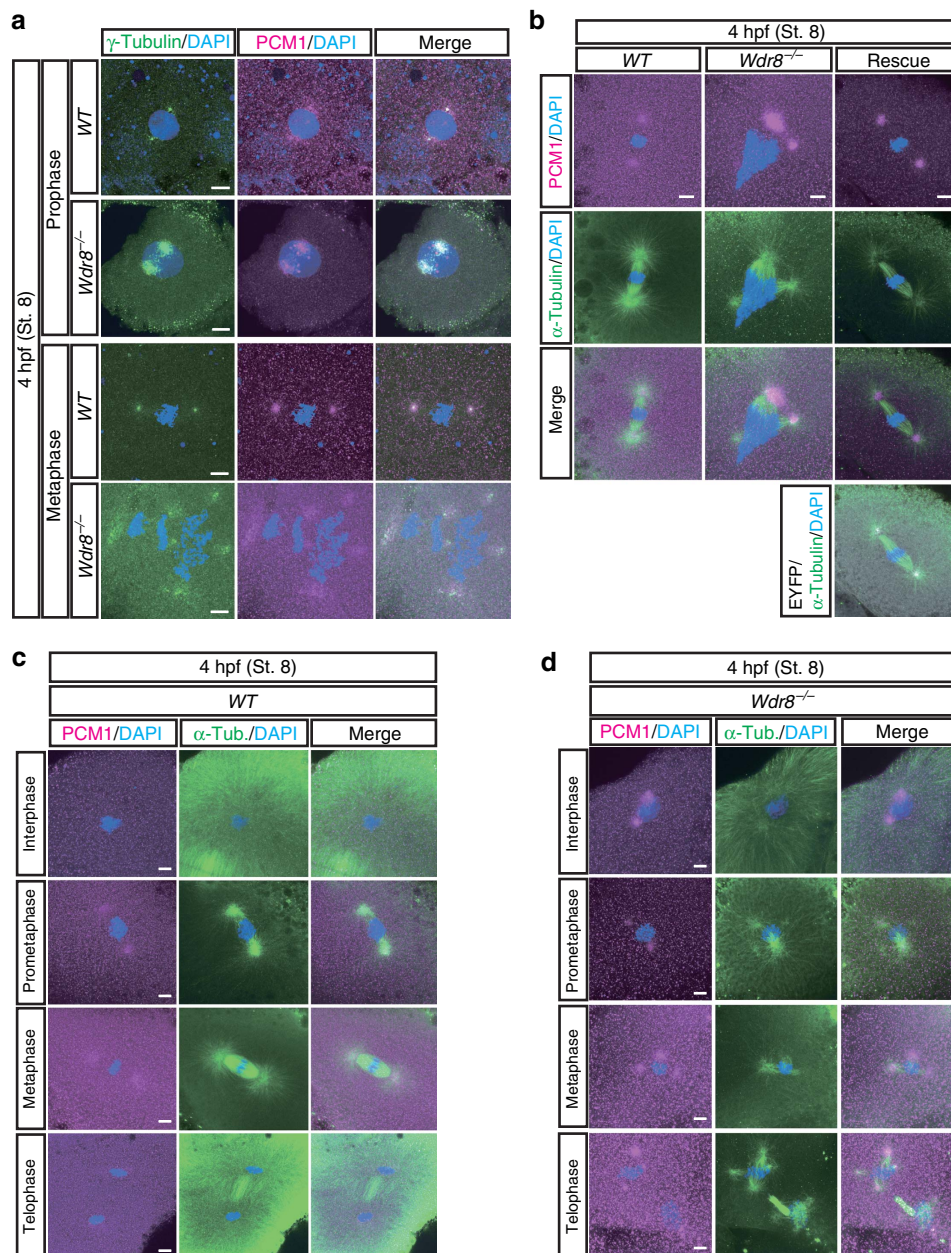 a
γ-Tubulin/DAPI
PCM1/DAPI
Merge
4 hpf (St. 8)
Prophase
WT
Wdr8–/–
Metaphase
WT
Wdr8–/–
b
4 hpf (St. 8)
WT
Wdr8–/–
Rescue
PCM1/DAPI
α-Tubulin/DAPI
Merge
EYFP/
α-Tubulin/DAPI
c
4 hpf (St. 8)
WT
PCM1/DAPI
α-Tub./DAPI
Merge
Interphase
Prometaphase
Metaphase
Telophase
d
4 hpf (St. 8)
Wdr8–/–
PCM1/DAPI
α-Tub./DAPI
Merge
Interphase
Prometaphase
Metaphase
Telophase